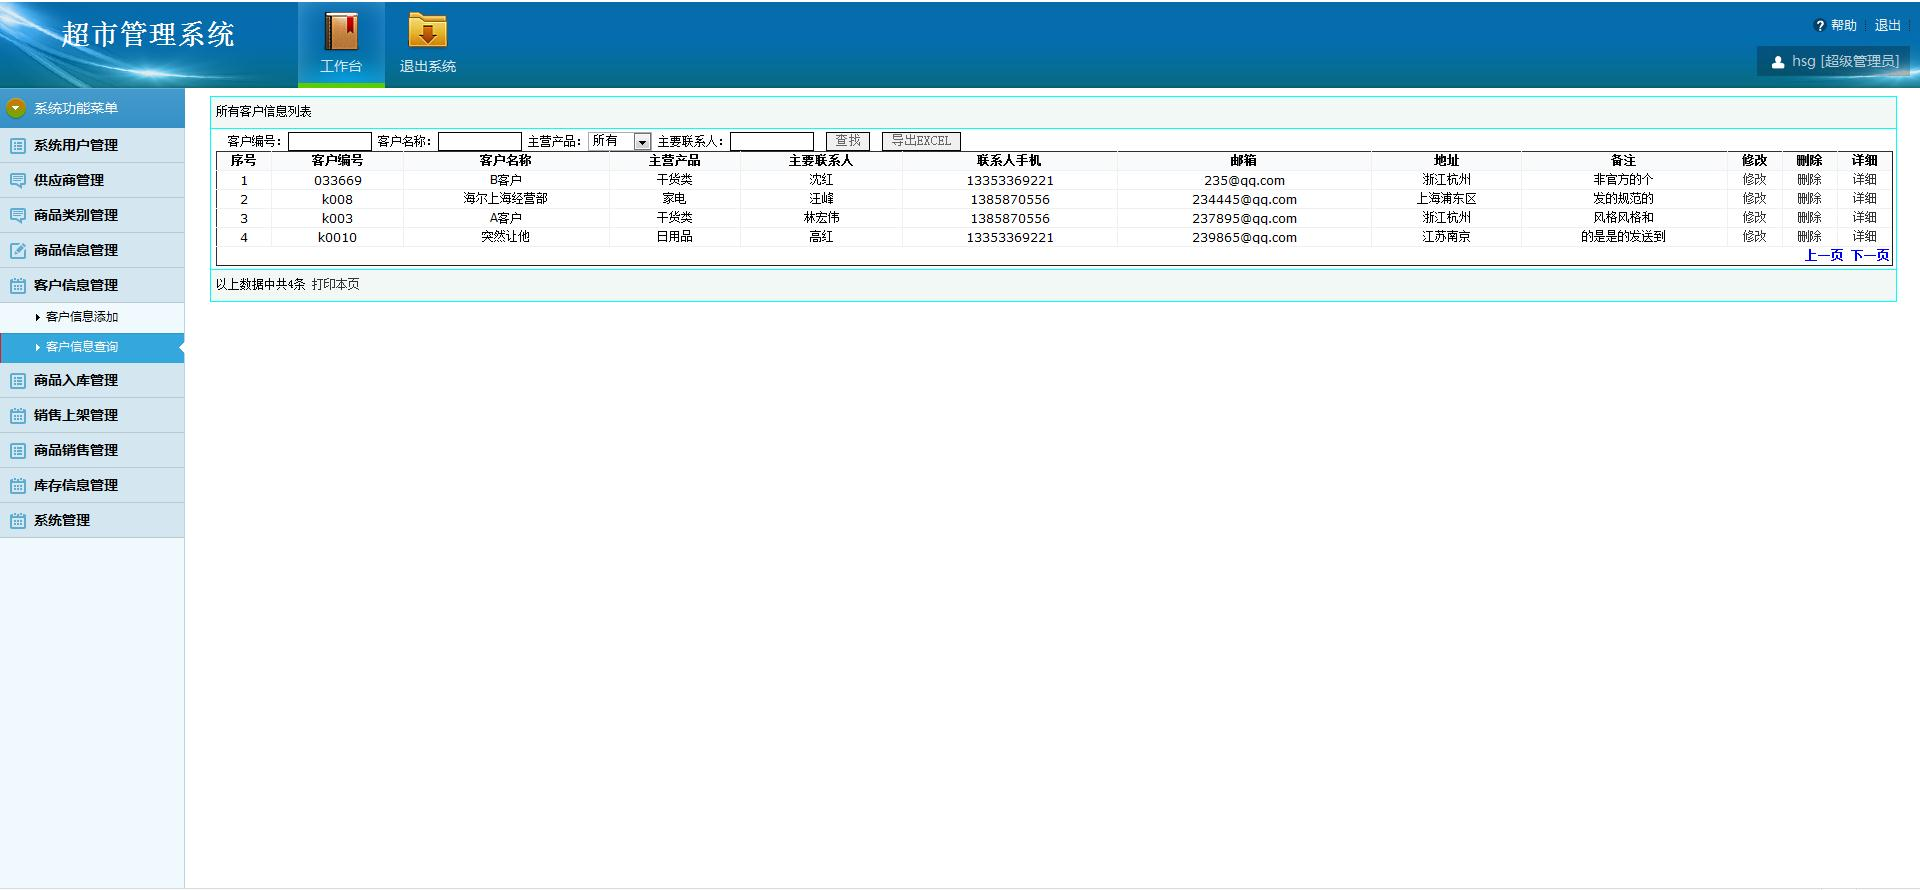 超市管理系统
工作台
退出系统
帮助 退出
hsg [超级管理员]
系统功能菜单
系统用户管理
供应商管理
商品类别管理
商品信息管理
客户信息管理
客户信息添加
客户信息查询
商品入库管理
销售上架管理
商品销售管理
库存信息管理
系统管理
所有客户信息列表
客户编号： 客户名称： 主营产品： 所有 主要联系人： 查找 导出EXCEL
序号 客户编号 客户名称 主营产品 主要联系人 联系人手机 邮箱 地址 备注 修改 删除 详细
1 033669 B客户 干货类 沈红 13353369221 235@qq.com 浙江杭州 非官方的个 修改 删除 详细
2 k008 海尔上海经营部 家电 汪峰 1385870556 234445@qq.com 上海浦东区 发的规范的 修改 删除 详细
3 k003 A客户 干货类 林宏伟 1385870556 237895@qq.com 浙江杭州 风格风格和 修改 删除 详细
4 k0010 突然让他 日用品 高红 13353369221 239865@qq.com 江苏南京 的是是的发送到 修改 删除 详细
上一页 下一页
以上数据中共4条 打印本页